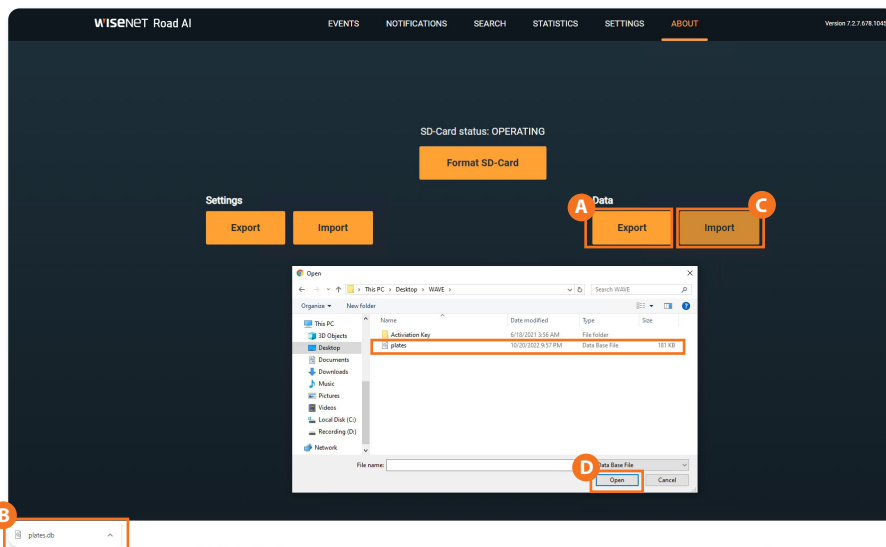 WISENET Road AI EVENTS NOTIFICATIONS SEARCH STATISTICS SETTINGS ABOUT Version 7.2.7.678.1045
SD-Card status: OPERATING
Format SD-Card
Settings A Data C
Export Import Export Import
Open
This PC › Desktop › WAVE › Search WAVE
Organize New folder
Name Date modified Type Size
This PC
Activiation Key 6/18/2021 3:56 AM File folder
3D Objects
plates 10/20/2022 9:57 PM Data Base File 181 KB
Desktop
Documents
Downloads
Music
Pictures
Videos
Local Disk (C:)
Recording (D:)
Network
File name: D Data Base File
Open Cancel
B
plates.db